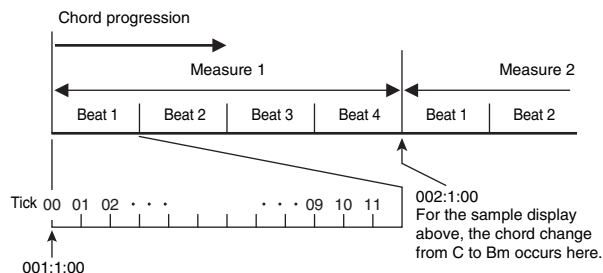 Chord progression
Measure 1 Measure 2
Beat 1 Beat 2 Beat 3 Beat 4 Beat 1 Beat 2
Tick 00 01 02 · · · · · · 09 10 11
002:1:00
For the sample display
above, the chord change
from C to Bm occurs here.
001:1:00